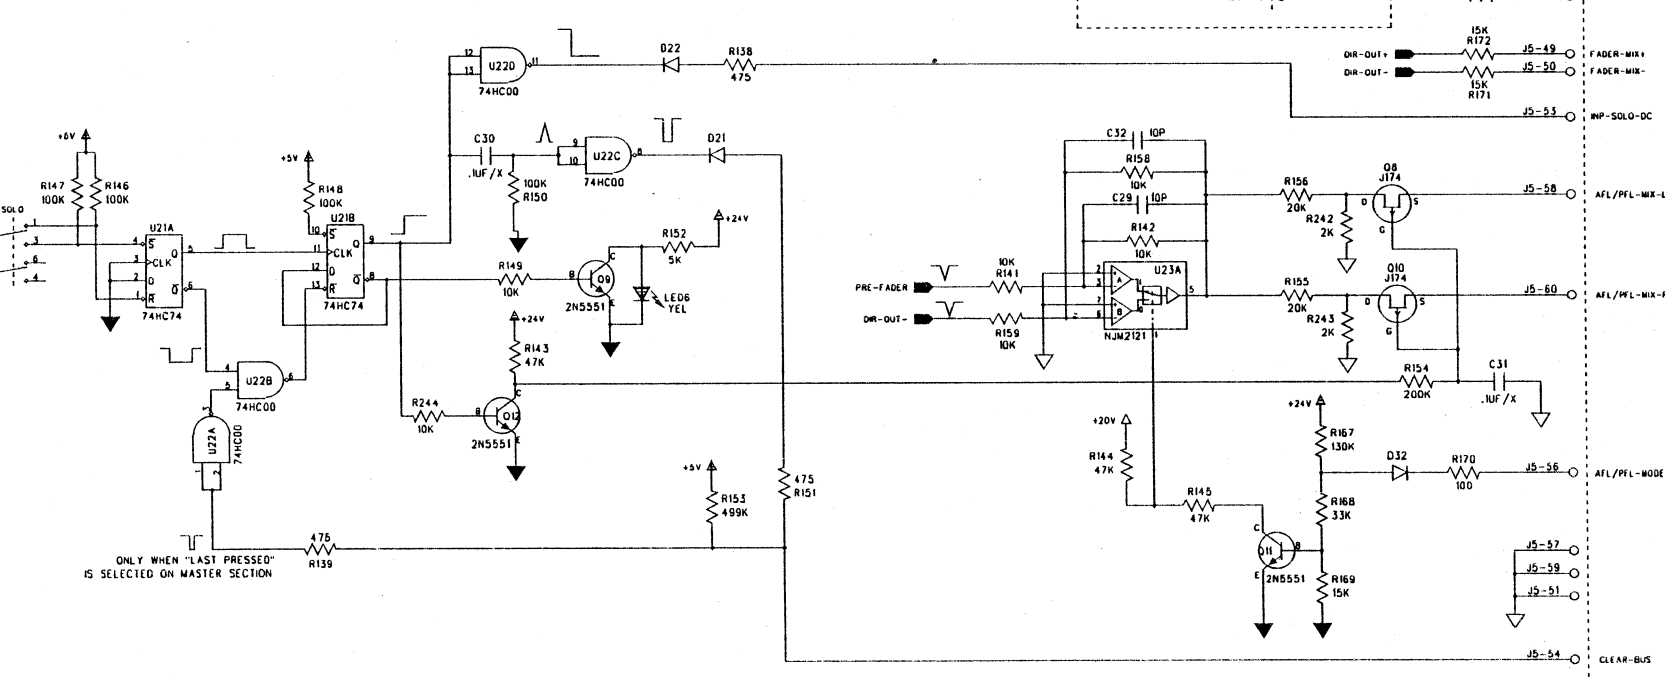 12
13
U22D
11
74HC00
D22
R138
475
DIR-OUT+
15K
R172
J5-49
FADER-MIX+
DIR-OUT-
15K
R171
J5-50
FADER-MIX-
J5-53
INP-SOLO-DC
+5V
R147
100K
R146
100K
SOLO
1
3
6
4
U21A
4
S
Q
5
3
CLK
2
D
Q
6
1
R
74HC74
+5V
R148
100K
U21B
10
S
Q
9
11
CLK
12
D
Q
8
13
R
74HC74
C30
.1UF/X
100K
R150
9
10
U22C
8
74HC00
D21
+24V
R152
5K
R149
10K
B
C
Q9
E
2N5551
LED6
YEL
+24V
R143
47K
4
5
U22B
6
74HC00
3
U22A
74HC00
1
2
R244
10K
B
C
Q12
E
2N5551
+5V
R153
499K
475
R151
475
R139
ONLY WHEN "LAST PRESSED"
IS SELECTED ON MASTER SECTION
C32
10P
R158
10K
C29
10P
R142
10K
PRE-FADER
10K
R141
DIR-OUT-
R159
10K
2
3
7
6
A
B
U23A
5
1
NJM2121
R156
20K
R242
2K
Q8
J174
D
S
G
J5-58
AFL/PFL-MIX-L
R155
20K
R243
2K
Q10
J174
D
S
G
J5-60
R154
200K
C31
.1UF/X
+20V
R144
47K
R145
47K
+24V
R167
130K
R168
33K
R169
15K
C
Q11
B
E
2N5551
D32
R170
100
J5-56
AFL/PFL-MODE
J5-57
J5-59
J5-51
J5-54
CLEAR-BUS